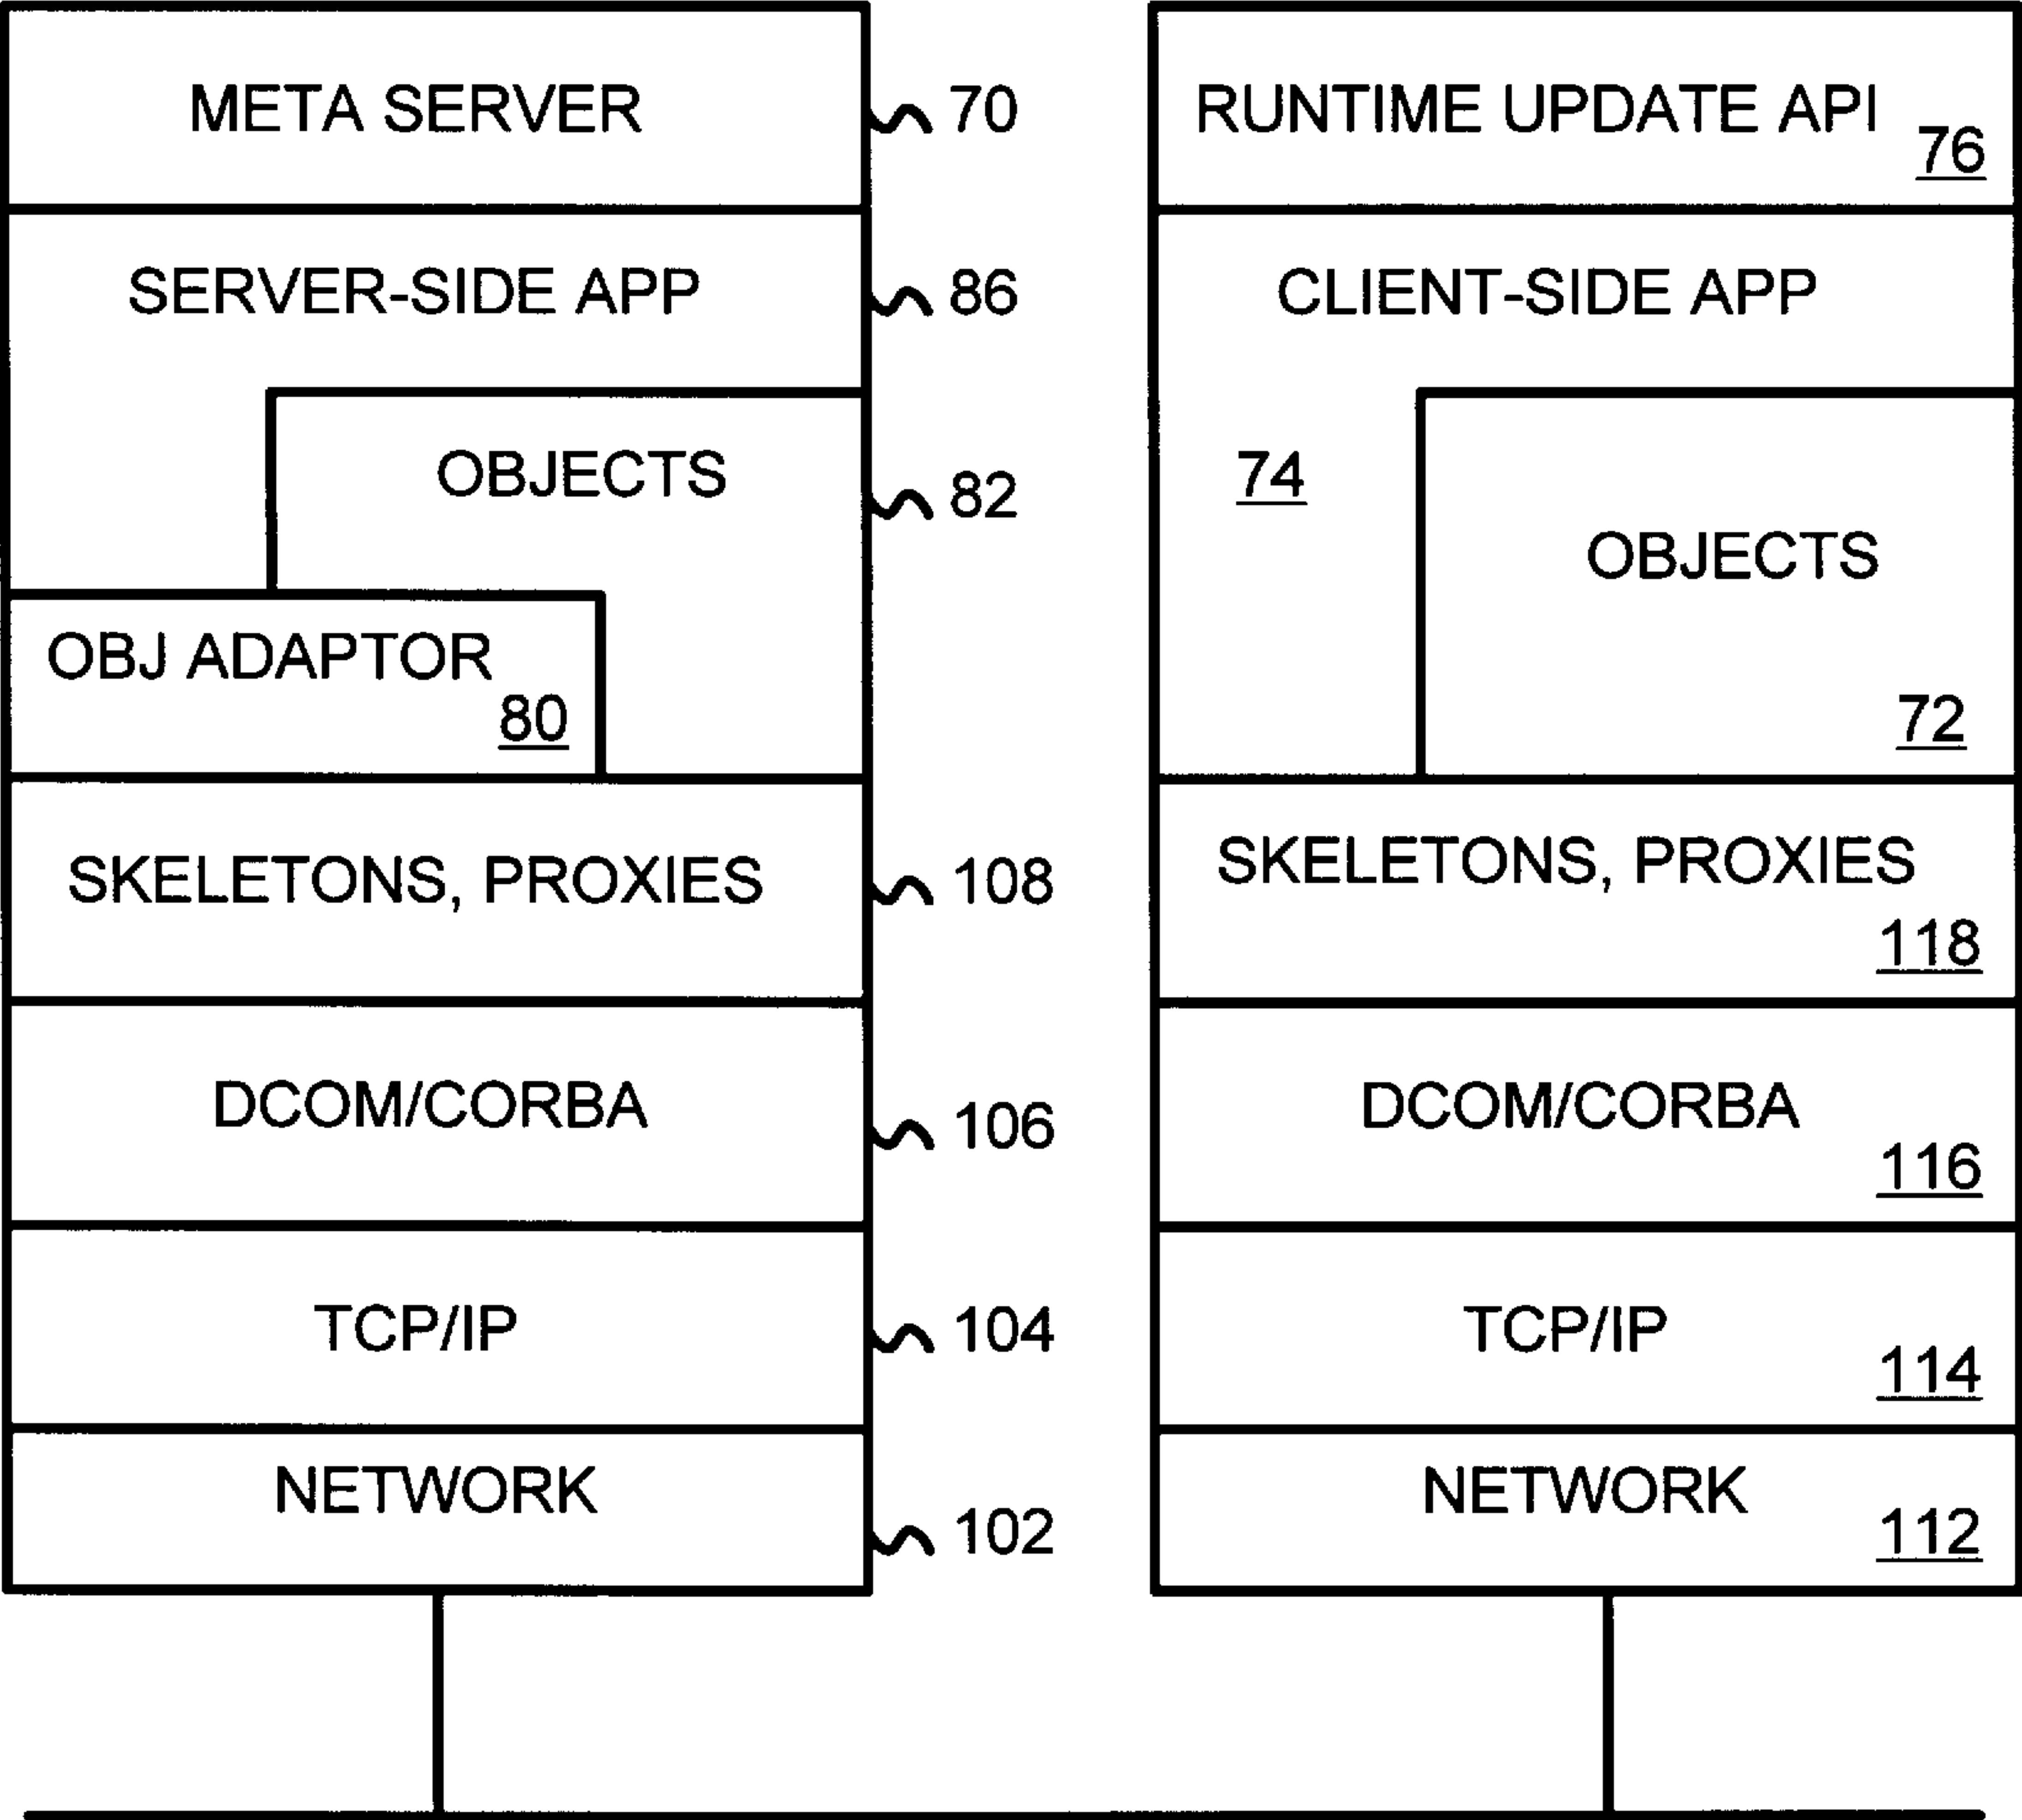 META SERVER
70
SERVER-SIDE APP
86
OBJECTS
82
OBJ ADAPTOR
80
SKELETONS, PROXIES
108
DCOM/CORBA
106
TCP/IP
104
NETWORK
102
RUNTIME UPDATE API
76
CLIENT-SIDE APP
74
OBJECTS
72
SKELETONS, PROXIES
118
DCOM/CORBA
116
TCP/IP
114
NETWORK
112